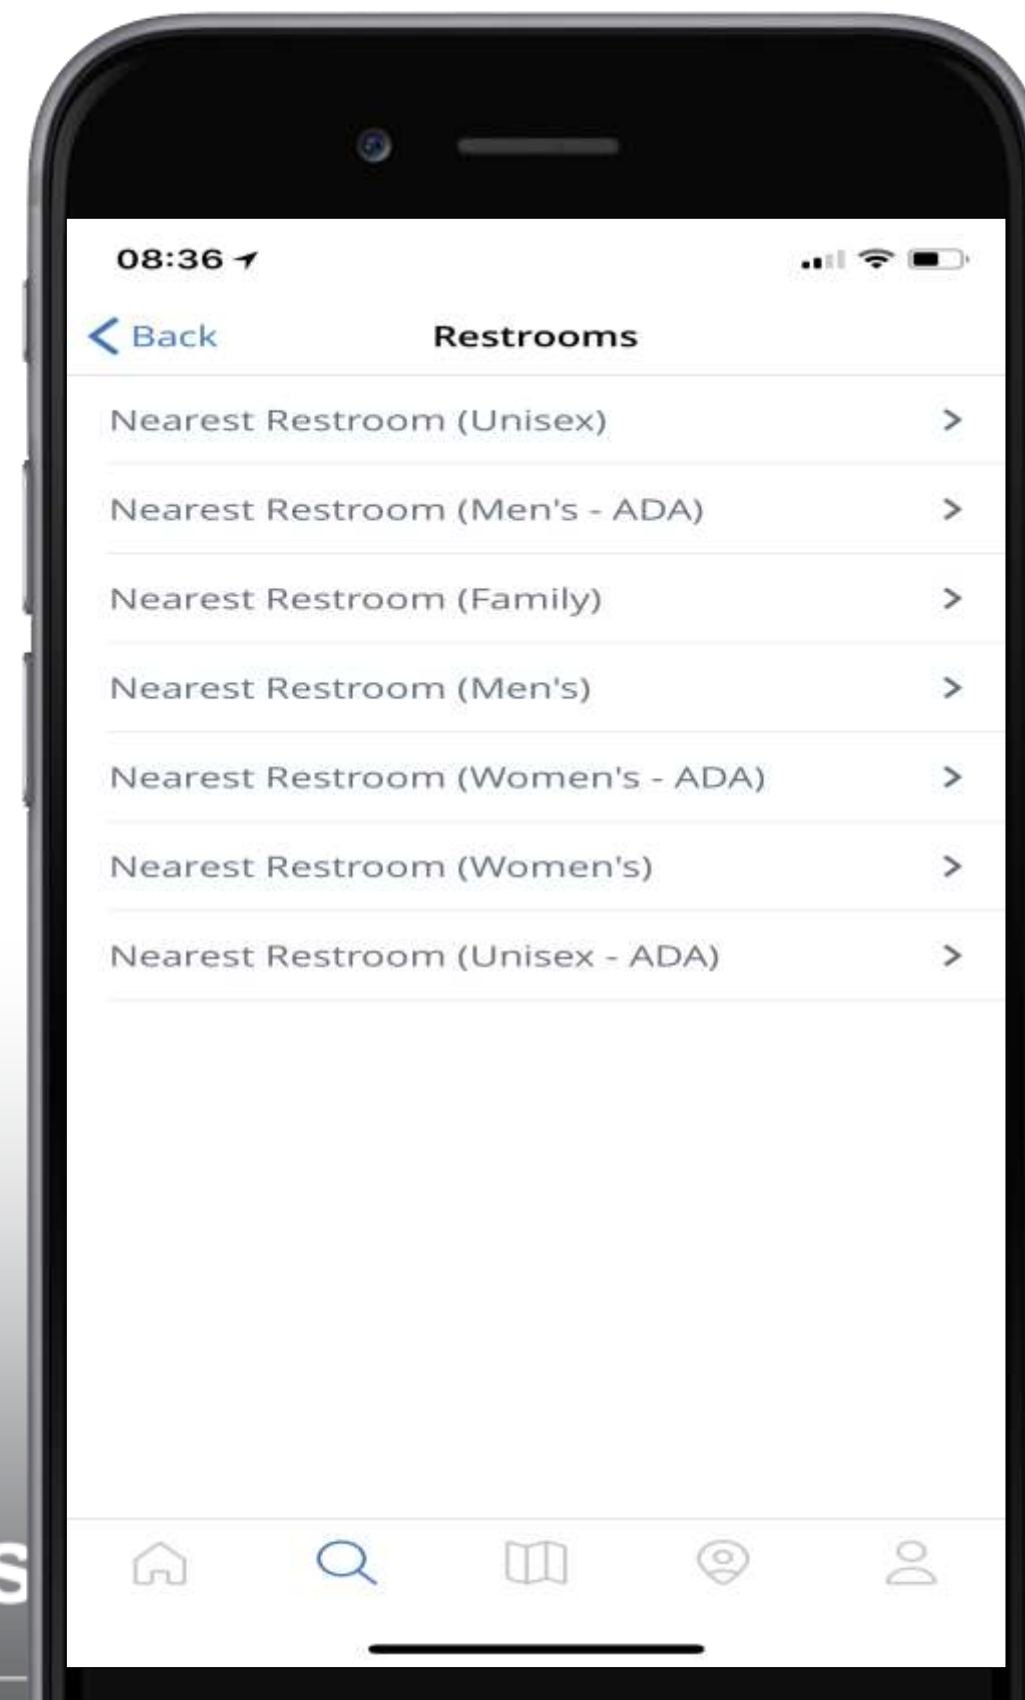 08:36
Back
Restrooms
Nearest Restroom (Unisex)
Nearest Restroom (Men's - ADA)
Nearest Restroom (Family)
Nearest Restroom (Men's)
Nearest Restroom (Women's - ADA)
Nearest Restroom (Women's)
Nearest Restroom (Unisex - ADA)
s